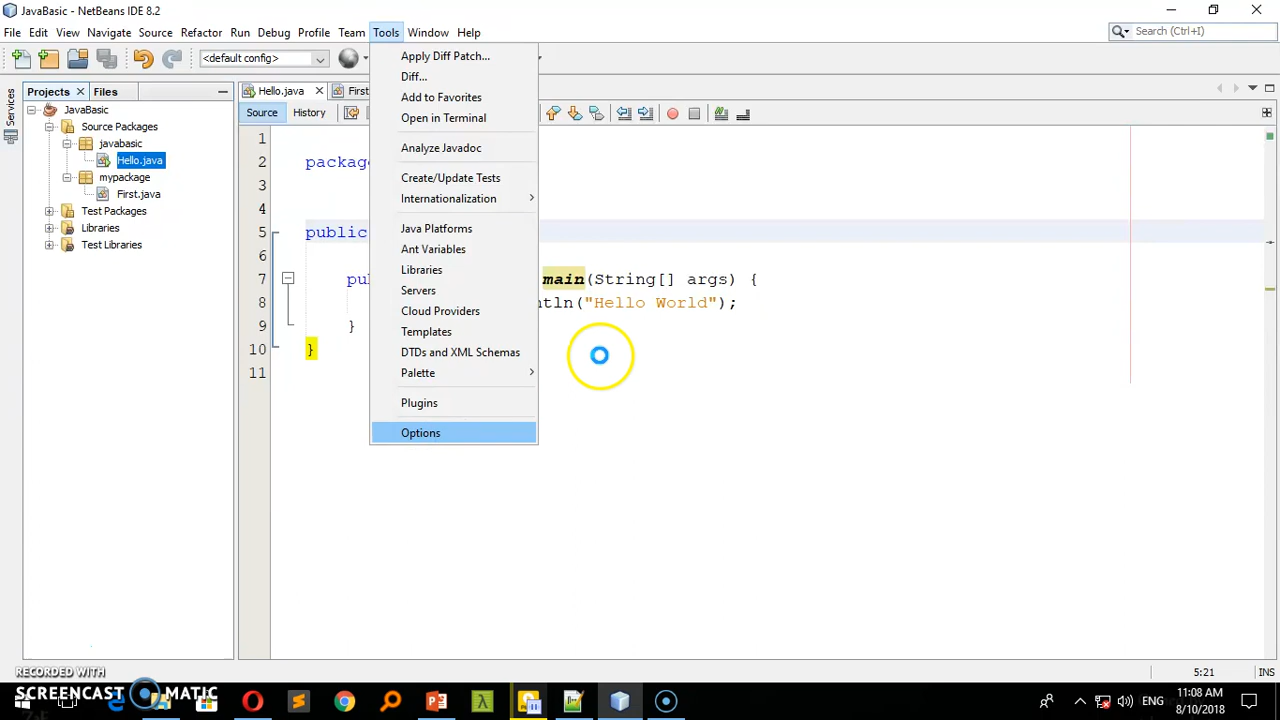 JavaBasic - NetBeans IDE 8.2
File Edit View Navigate Source Refactor Run Debug Profile Team Tools Window Help
Search (Ctrl+I)
<default config>
Services
Projects Files
Hello.java First
Source History
JavaBasic
Source Packages
javabasic
Hello.java
mypackage
First.java
Test Packages
Libraries
Test Libraries
Apply Diff Patch...
Diff...
Add to Favorites
Open in Terminal
Analyze Javadoc
Create/Update Tests
Internationalization
Java Platforms
Ant Variables
Libraries
Servers
Cloud Providers
Templates
DTDs and XML Schemas
Palette
Plugins
Options
1
2 packag
3
4
5 public
6
7 pu main(String[] args) {
8 tln("Hello World");
9 }
10 }
11
5:21 INS
RECORDED WITH
SCREENCAST MATIC
ENG
11:08 AM
8/10/2018